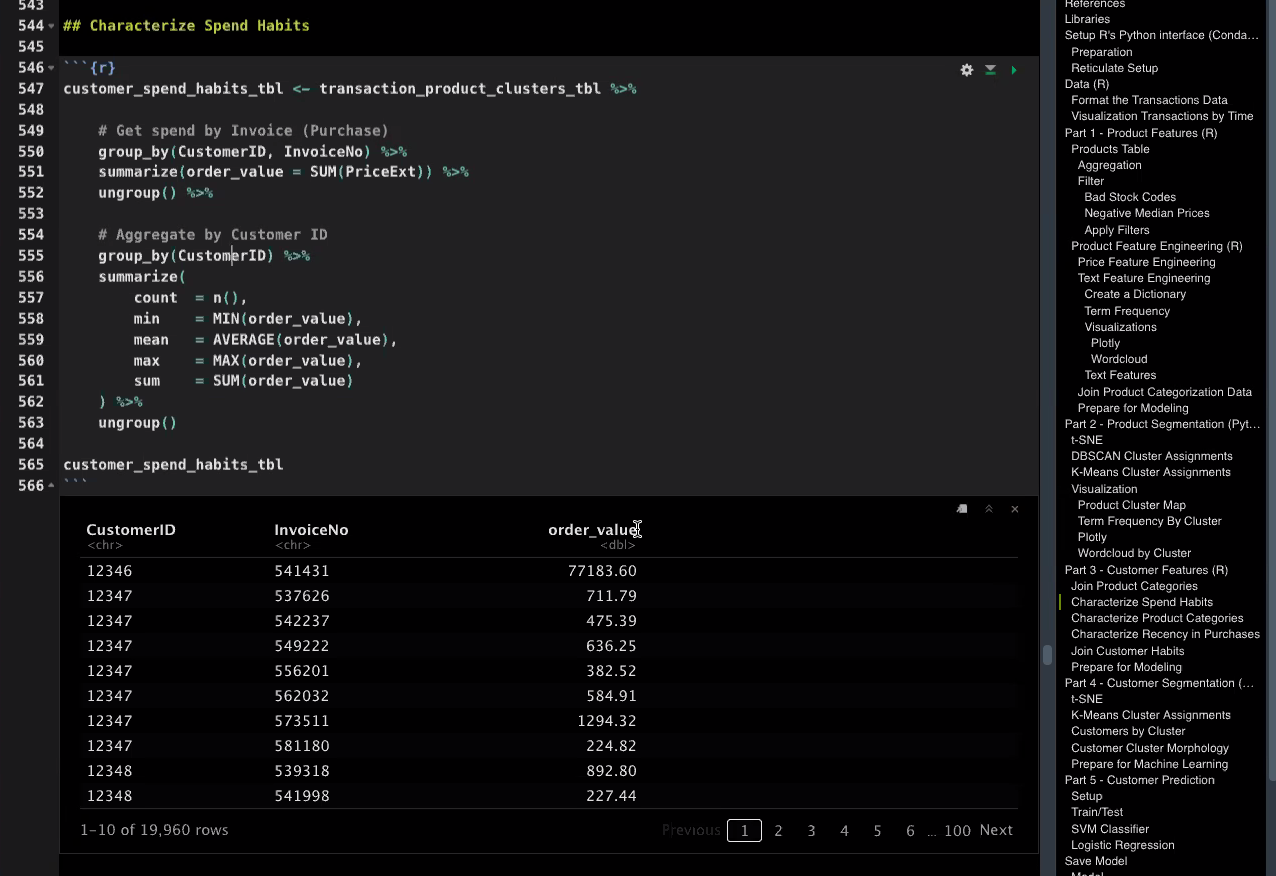 543
544 ## Characterize Spend Habits
545
546 ```{r}
547 customer_spend_habits_tbl <- transaction_product_clusters_tbl %>%
548
549     # Get spend by Invoice (Purchase)
550     group_by(CustomerID, InvoiceNo) %>%
551     summarize(order_value = SUM(PriceExt)) %>%
552     ungroup() %>%
553
554     # Aggregate by Customer ID
555     group_by(CustomerID) %>%
556     summarize(
557         count  = n(),
558         min    = MIN(order_value),
559         mean   = AVERAGE(order_value),
560         max    = MAX(order_value),
561         sum    = SUM(order_value)
562     ) %>%
563     ungroup()
564
565 customer_spend_habits_tbl
566 ```
CustomerID InvoiceNo order_value
<chr> <chr> <dbl>
12346 541431 77183.60
12347 537626 711.79
12347 542237 475.39
12347 549222 636.25
12347 556201 382.52
12347 562032 584.91
12347 573511 1294.32
12347 581180 224.82
12348 539318 892.80
12348 541998 227.44
1-10 of 19,960 rows Previous 1 2 3 4 5 6 ... 100 Next
References
Libraries
Setup R's Python interface (Conda...
Preparation
Reticulate Setup
Data (R)
Format the Transactions Data
Visualization Transactions by Time
Part 1 - Product Features (R)
Products Table
Aggregation
Filter
Bad Stock Codes
Negative Median Prices
Apply Filters
Product Feature Engineering (R)
Price Feature Engineering
Text Feature Engineering
Create a Dictionary
Term Frequency
Visualizations
Plotly
Wordcloud
Text Features
Join Product Categorization Data
Prepare for Modeling
Part 2 - Product Segmentation (Pyt...
t-SNE
DBSCAN Cluster Assignments
K-Means Cluster Assignments
Visualization
Product Cluster Map
Term Frequency By Cluster
Plotly
Wordcloud by Cluster
Part 3 - Customer Features (R)
Join Product Categories
Characterize Spend Habits
Characterize Product Categories
Characterize Recency in Purchases
Join Customer Habits
Prepare for Modeling
Part 4 - Customer Segmentation (...
t-SNE
K-Means Cluster Assignments
Customers by Cluster
Customer Cluster Morphology
Prepare for Machine Learning
Part 5 - Customer Prediction
Setup
Train/Test
SVM Classifier
Logistic Regression
Save Model